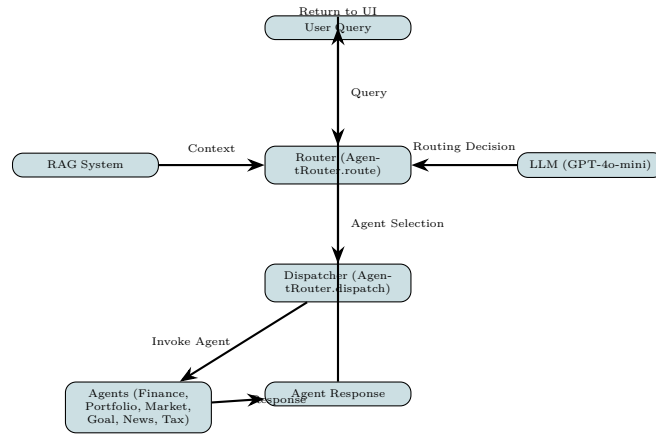 Return to UI
User Query
Query
RAG System
Context
Router (Agen-
tRouter.route)
Routing Decision
LLM (GPT-4o-mini)
Agent Selection
Dispatcher (Agen-
tRouter.dispatch)
Invoke Agent
Agents (Finance,
Portfolio, Market,
Goal, News, Tax)
Response
Agent Response